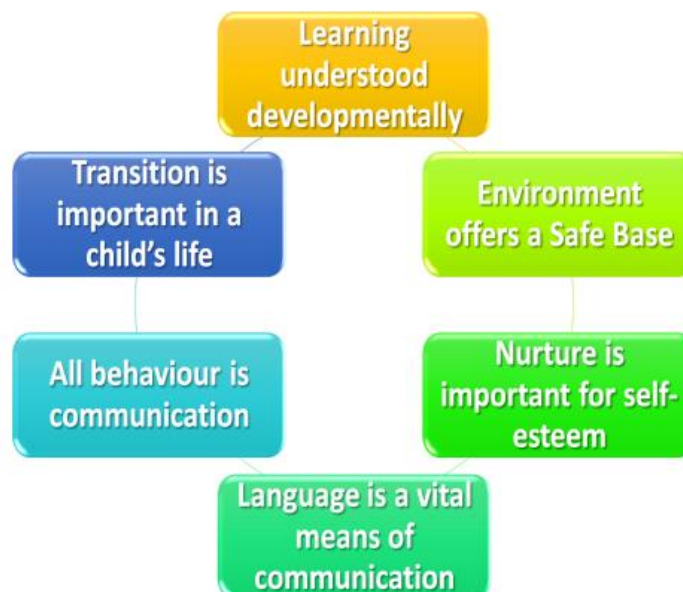 Learning
understood
developmentally
Environment
offers a Safe Base
Nurture is
important for self-
esteem
Language is a vital
means of
communication
All behaviour is
communication
Transition is
important in a
child's life